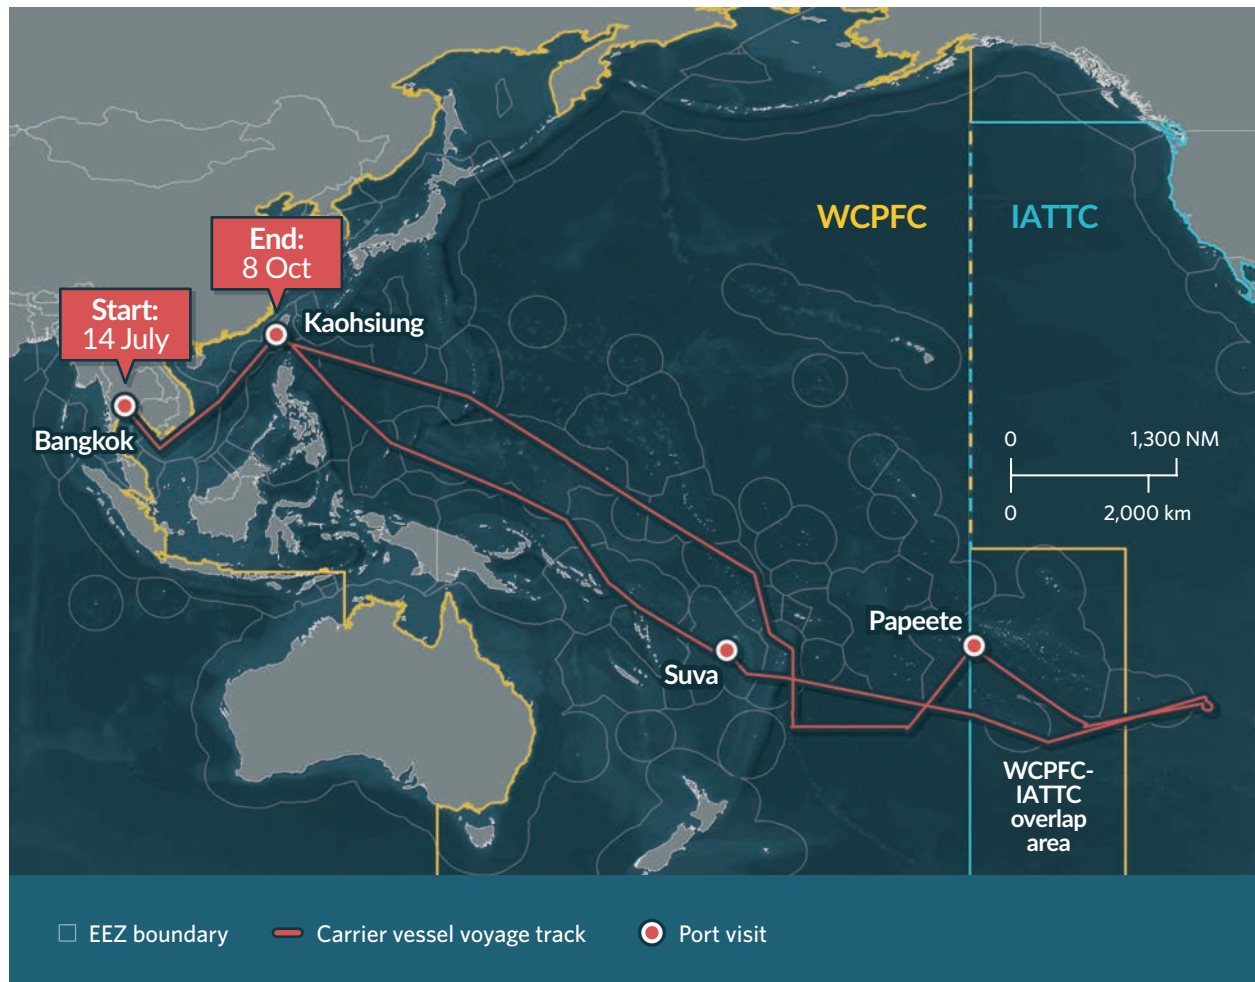 WCPFC
IATTC
End:
8 Oct
Start:
14 July
Kaohsiung
Bangkok
0
1,300 NM
0
2,000 km
Papeete
Suva
WCPFC-
IATTC
overlap
area
EEZ boundary
Carrier vessel voyage track
Port visit